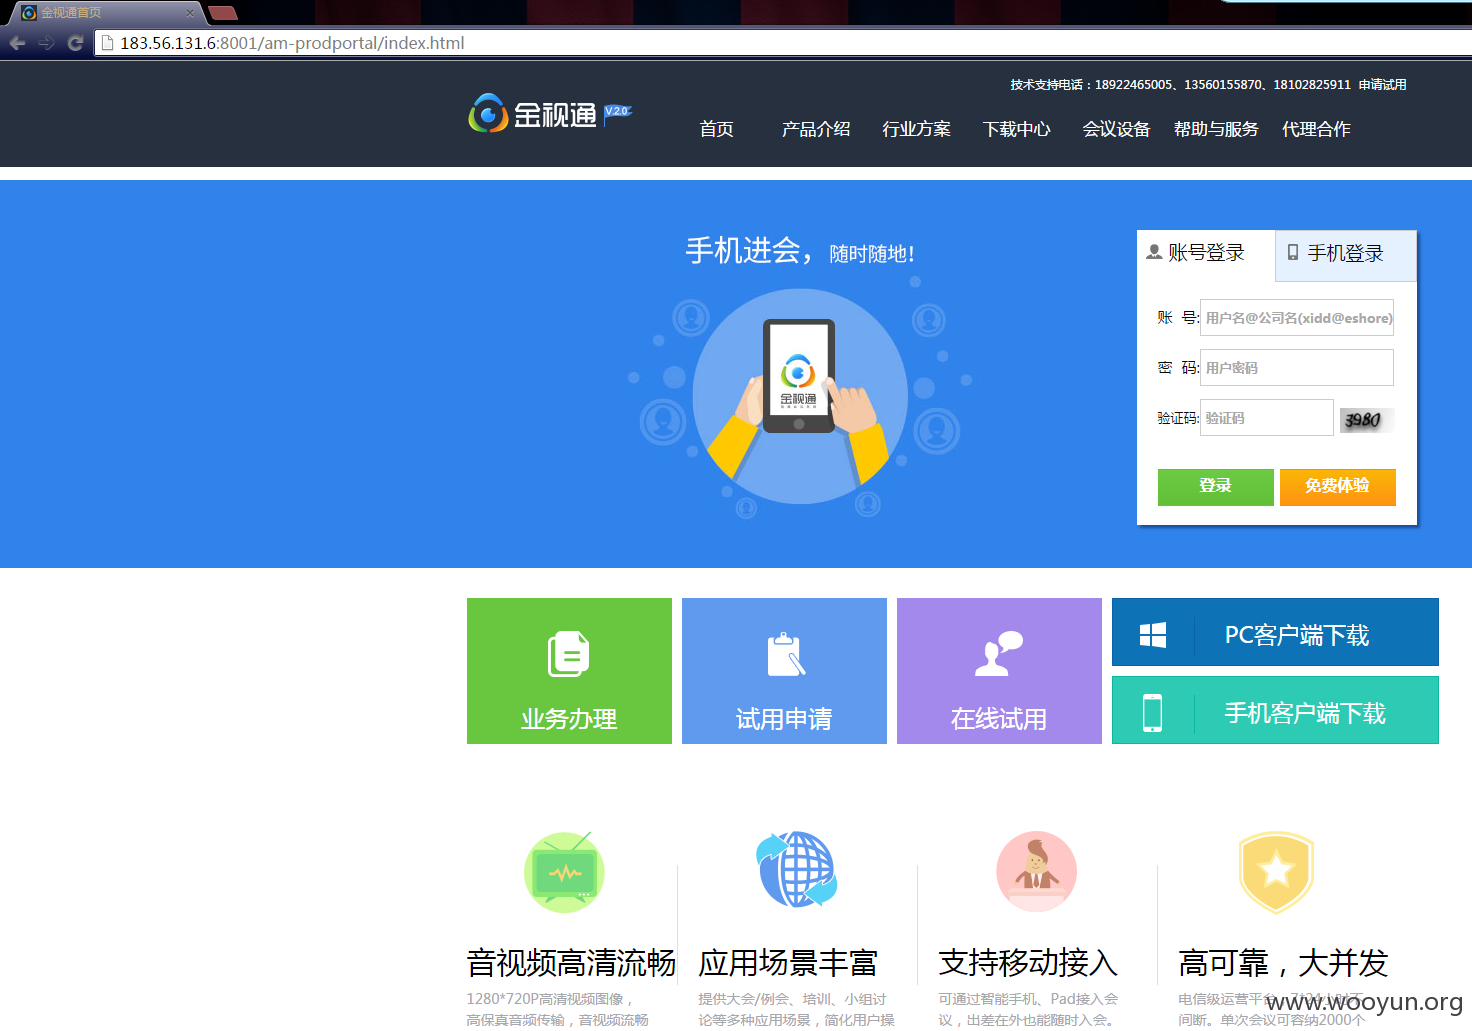 金视通首页
183.56.131.6:8001/am-prodportal/index.html
技术支持电话：18922465005、13560155870、18102825911 申请试用
金视通 V.2.0
首页 产品介绍 行业方案 下载中心 会议设备 帮助与服务 代理合作
手机进会，随时随地!
金视通
账号登录 手机登录
账 号: 用户名@公司名(xidd@eshore)
密 码: 用户密码
验证码: 验证码 3980
登录 免费体验
业务办理 试用申请 在线试用
PC客户端下载
手机客户端下载
音视频高清流畅 应用场景丰富 支持移动接入 高可靠，大并发
1280*720P高清视频图像， 提供大会/例会、培训、小组讨 可通过智能手机、Pad接入会 电信级运营平台
高保真音频传输，音视频流畅 论等多种应用场景，简化用户操 议，出差在外也能随时入会。 间断。单次会议可容纳2000个
www.wooyun.org